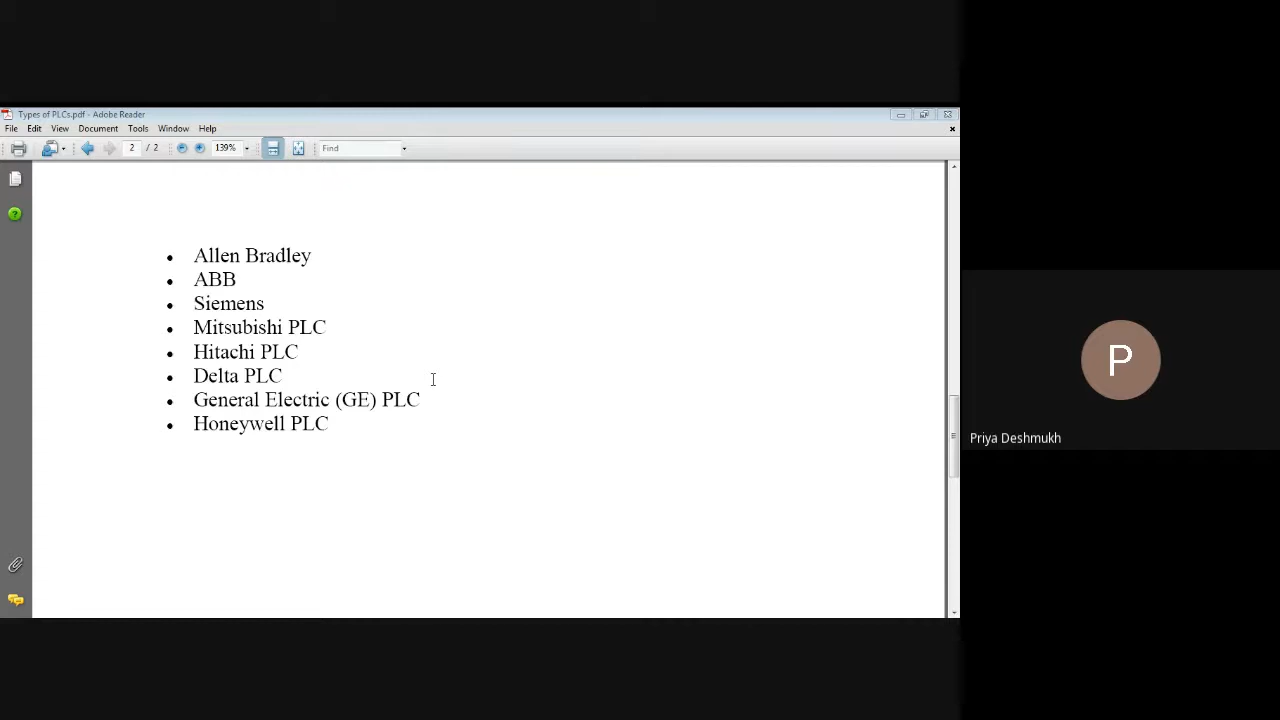 Types of PLCs.pdf - Adobe Reader
File Edit View Document Tools Window Help
2 / 2 139% Find
• Allen Bradley
• ABB
• Siemens
• Mitsubishi PLC
• Hitachi PLC
• Delta PLC
• General Electric (GE) PLC
• Honeywell PLC
P
Priya Deshmukh